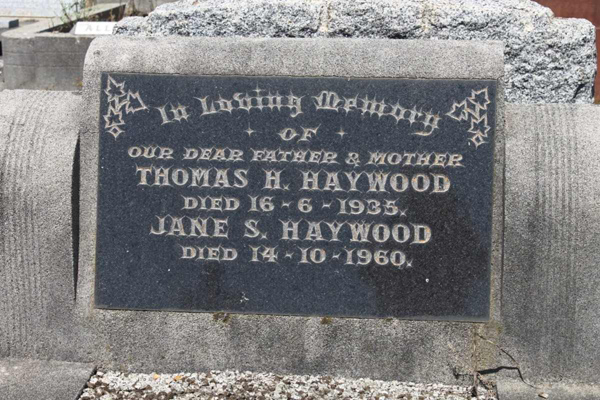 ALL
In Loving Memory
OF
OUR DEAR FATHER & MOTHER
THOMAS H. HAYWOOD
DIED 16-6-1935.
JANE S. HAYWOOD
DIED 14-10-1960.